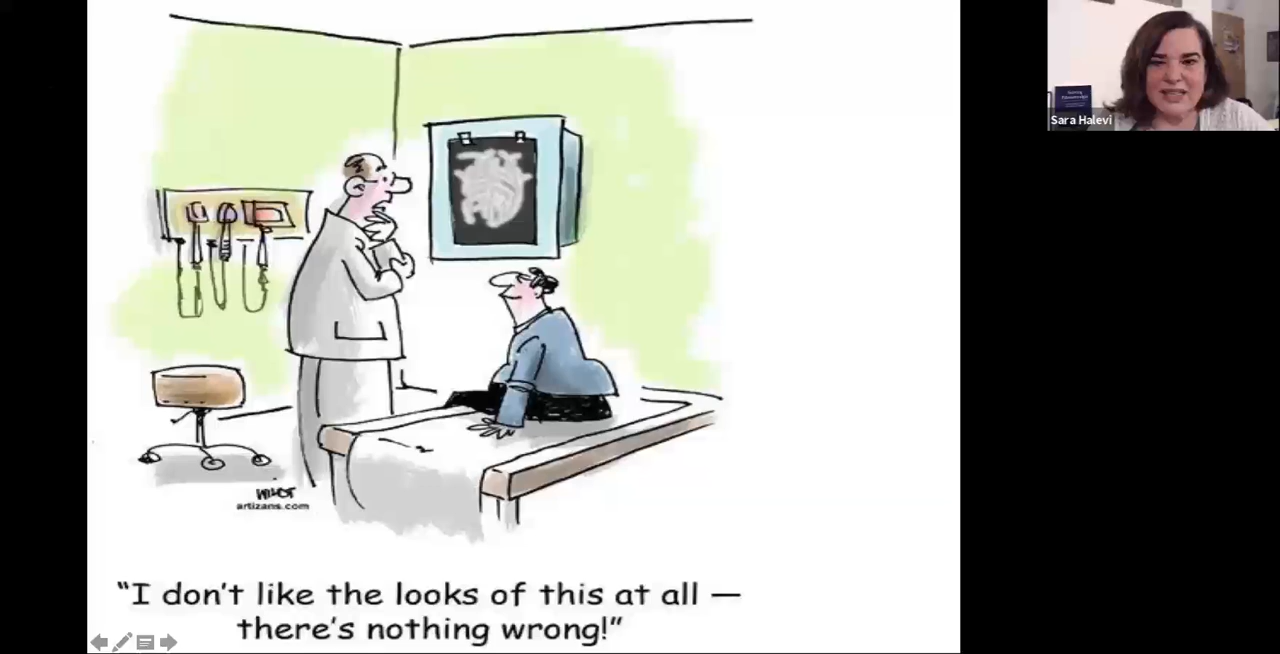 Sara Halevi
artizans.com
“I don’t like the looks of this at all —
there’s nothing wrong!”